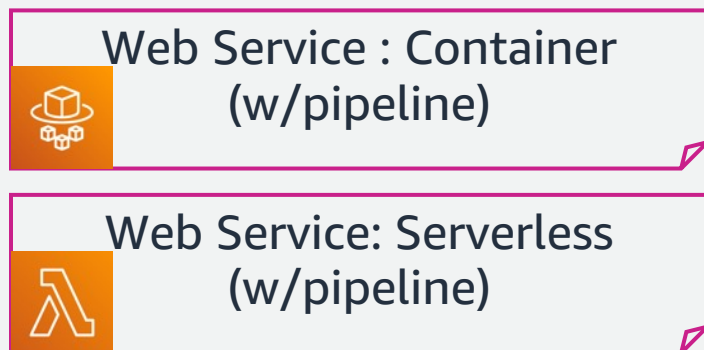 Web Service : Container
(w/pipeline)
Web Service: Serverless
(w/pipeline)